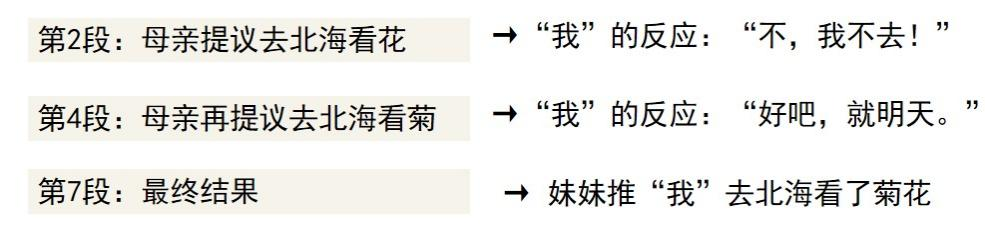 第2段：母亲提议去北海看花 → “我”的反应：“不，我不去！”
第4段：母亲再提议去北海看菊 → “我”的反应：“好吧，就明天。”
第7段：最终结果 → 妹妹推“我”去北海看了菊花